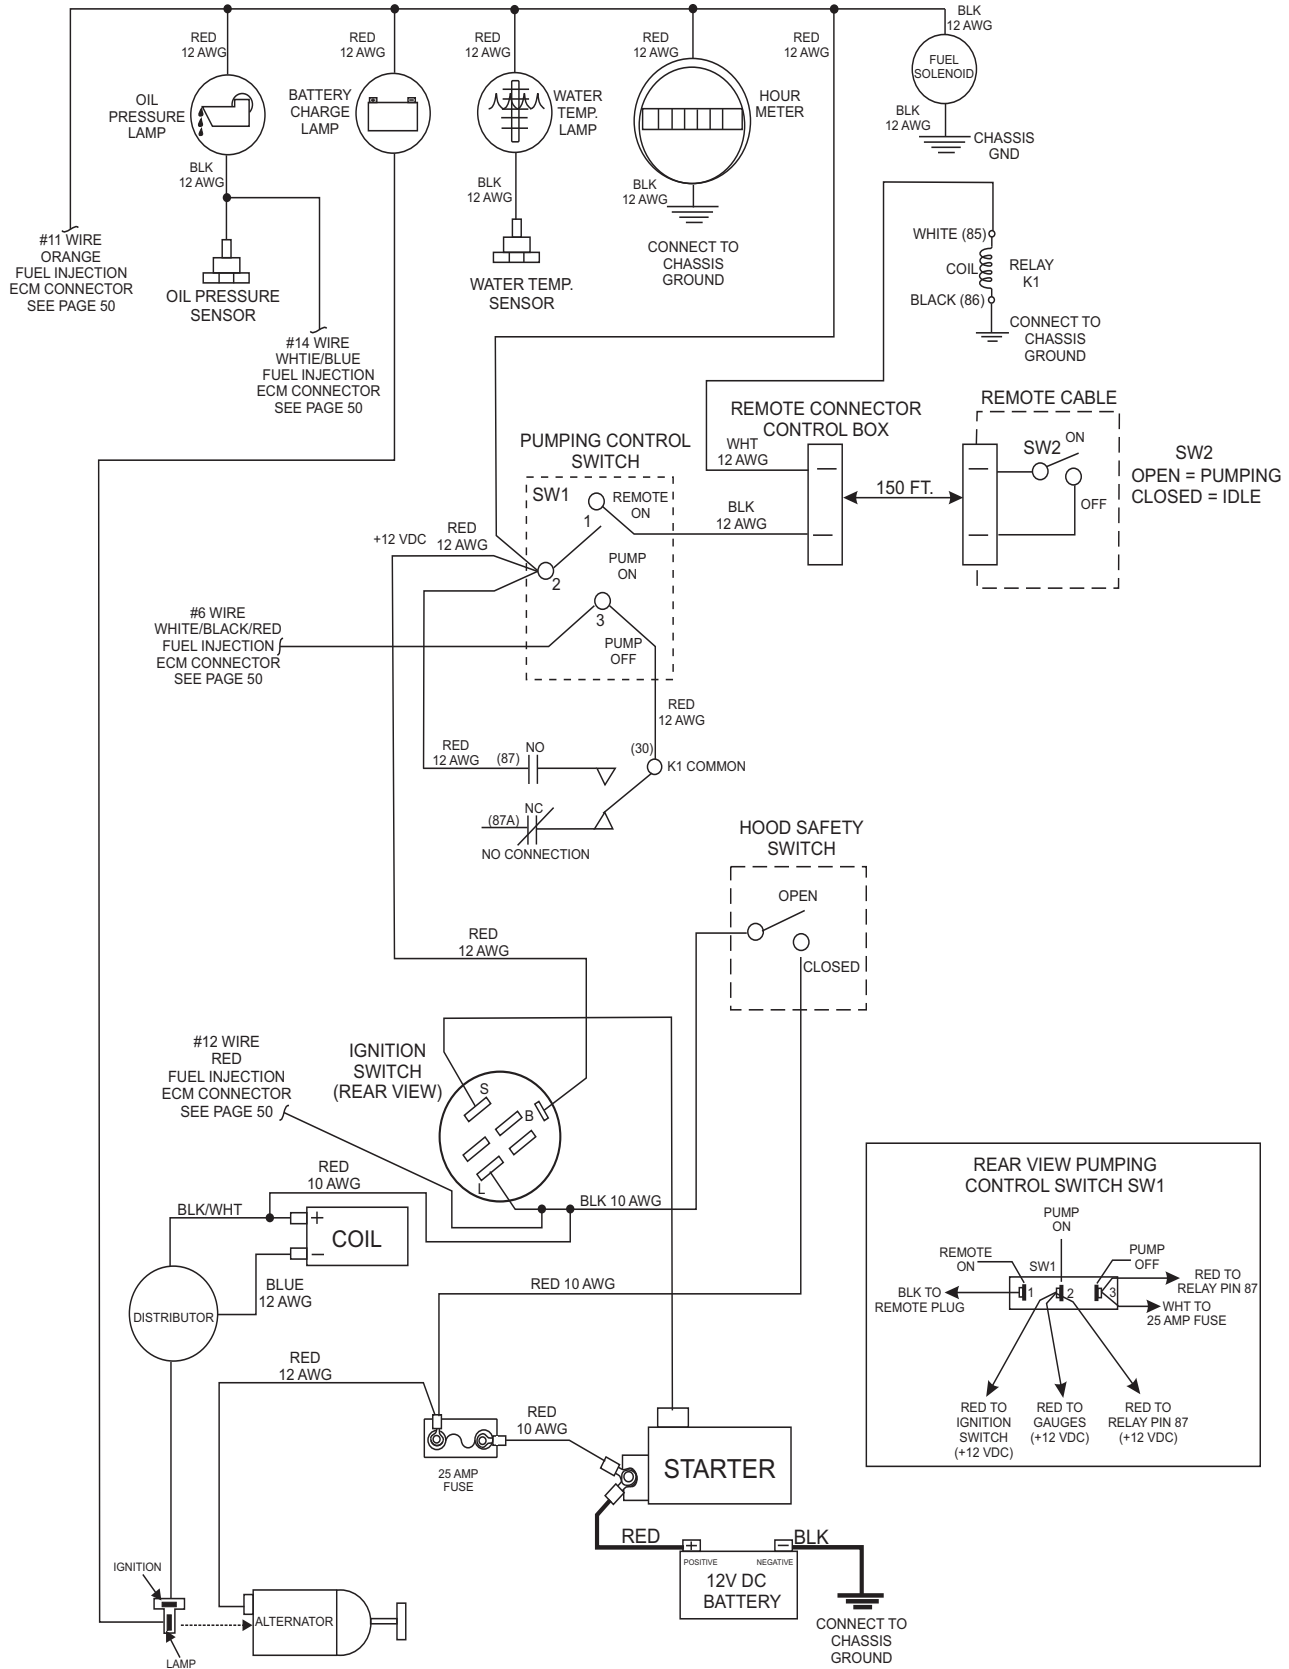 RED
12 AWG
RED
12 AWG
RED
12 AWG
RED
12 AWG
RED
12 AWG
BLK
12 AWG
OIL
PRESSURE
LAMP
BATTERY
CHARGE
LAMP
WATER
TEMP.
LAMP
HOUR
METER
FUEL
SOLENOID
BLK
12 AWG
CHASSIS
GND
BLK
12 AWG
BLK
12 AWG
BLK
12 AWG
#11 WIRE
ORANGE
FUEL INJECTION
ECM CONNECTOR
SEE PAGE 50
OIL PRESSURE
SENSOR
WATER TEMP.
SENSOR
CONNECT TO
CHASSIS
GROUND
WHITE (85)
COIL
RELAY
K1
BLACK (86)
CONNECT TO
CHASSIS
GROUND
#14 WIRE
WHTIE/BLUE
FUEL INJECTION
ECM CONNECTOR
SEE PAGE 50
PUMPING CONTROL
SWITCH
REMOTE CONNECTOR
CONTROL BOX
REMOTE CABLE
WHT
12 AWG
BLK
12 AWG
150 FT.
SW2
ON
OFF
SW2
OPEN = PUMPING
CLOSED = IDLE
SW1
REMOTE
ON
1
+12 VDC
RED
12 AWG
2
PUMP
ON
3
PUMP
OFF
#6 WIRE
WHITE/BLACK/RED
FUEL INJECTION
ECM CONNECTOR
SEE PAGE 50
RED
12 AWG
RED
12 AWG
(87)
NO
(30)
K1 COMMON
(87A)
NC
NO CONNECTION
HOOD SAFETY
SWITCH
OPEN
CLOSED
RED
12 AWG
#12 WIRE
RED
FUEL INJECTION
ECM CONNECTOR
SEE PAGE 50
IGNITION
SWITCH
(REAR VIEW)
S
B
L
RED
10 AWG
BLK 10 AWG
BLK/WHT
+
−
COIL
BLUE
12 AWG
DISTRIBUTOR
RED 10 AWG
RED
12 AWG
RED
10 AWG
25 AMP
FUSE
STARTER
RED
BLK
+
−
POSITIVE
NEGATIVE
12V DC
BATTERY
CONNECT TO
CHASSIS
GROUND
IGNITION
ALTERNATOR
LAMP
REAR VIEW PUMPING
CONTROL SWITCH SW1
PUMP
ON
REMOTE
ON
SW1
PUMP
OFF
BLK TO
REMOTE PLUG
1
2
3
RED TO
RELAY PIN 87
WHT TO
25 AMP FUSE
RED TO
IGNITION
SWITCH
(+12 VDC)
RED TO
GAUGES
(+12 VDC)
RED TO
RELAY PIN 87
(+12 VDC)